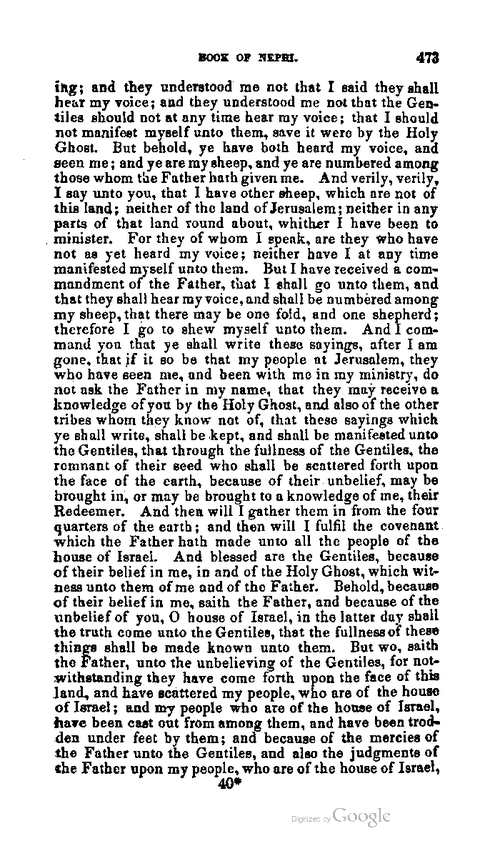 BOOK OF NEPHI. 473
ing; and they understood me not that I said they shall
hear my voice; and they understood me not that the Gen-
tiles should not at any time hear my voice; that I should
not manifest myself unto them, save it were by the Holy
Ghost. But behold, ye have both heard my voice, and
seen me; and ye are my sheep, and ye are numbered among
those whom the Father hath given me. And verily, verily,
I say unto you, that I have other sheep, which are not of
this land; neither of the land of Jerusalem; neither in any
parts of that land round about, whither I have been to
minister. For they of whom I speak, are they who have
not as yet heard my voice; neither have I at any time
manifested myself unto them. But I have received a com-
mandment of the Father, that I shall go unto them, and
that they shall hear my voice, and shall be numbered among
my sheep, that there may be one fold, and one shepherd;
therefore I go to shew myself unto them. And I com-
mand you that ye shall write these sayings, after I am
gone, that if it so be that my people at Jerusalem, they
who have seen me, and been with me in my ministry, do
not ask the Father in my name, that they may receive a
knowledge of you by the Holy Ghost, and also of the other
tribes whom they know not of, that these sayings which
ye shall write, shall be kept, and shall be manifested unto
the Gentiles, that through the fullness of the Gentiles, the
remnant of their seed who shall be scattered forth upon
the face of the earth, because of their unbelief, may be
brought in, or may be brought to a knowledge of me, their
Redeemer. And then will I gather them in from the four
quarters of the earth; and then will I fulfil the covenant
which the Father hath made unto all the people of the
house of Israel. And blessed are the Gentiles, because
of their belief in me, in and of the Holy Ghost, which wit-
ness unto them of me and of the Father. Behold, because
of their belief in me, saith the Father, and because of the
unbelief of you, O house of Israel, in the latter day shall
the truth come unto the Gentiles, that the fullness of these
things shall be made known unto them. But wo, saith
the Father, unto the unbelieving of the Gentiles, for not-
withstanding they have come forth upon the face of this
land, and have scattered my people, who are of the house
of Israel; and my people who are of the house of Israel,
have been cast out from among them, and have been trod-
den under feet by them; and because of the mercies of
the Father unto the Gentiles, and also the judgments of
the Father upon my people, who are of the house of Israel,
40*
Digitized by Google